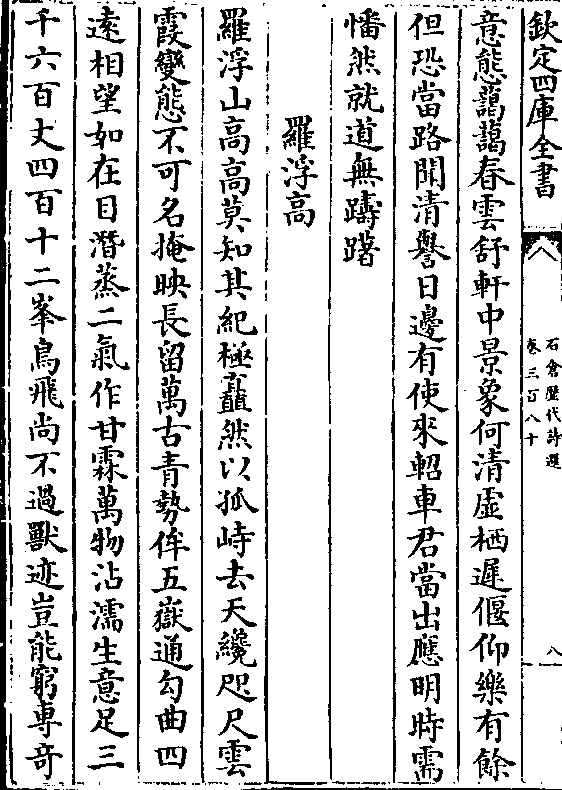 欽定四庫全書
石倉歷代詩選
卷三百八十
八
意態藹藹春雲舒軒中景象何清虛栖遲偃仰樂有餘
但恐當路聞清譽日邊有使來軺車君當出應明時需
憣然就道無躊躇
羅浮高
羅浮山高高莫知其紀極矗然以孤峙去天纔咫尺雲
霞變態不可名掩映長留萬古青勢侔五嶽通勾曲四
遠相望如在目潛蒸二氣作甘霖萬物沾濡生意足三
千六百丈四百十二峯鳥飛尚不過獸迹豈能窮專奇